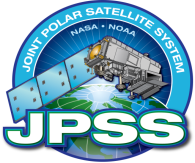 JOINT POLAR SATELLITE SYSTEM
NASA • NOAA
JPSS